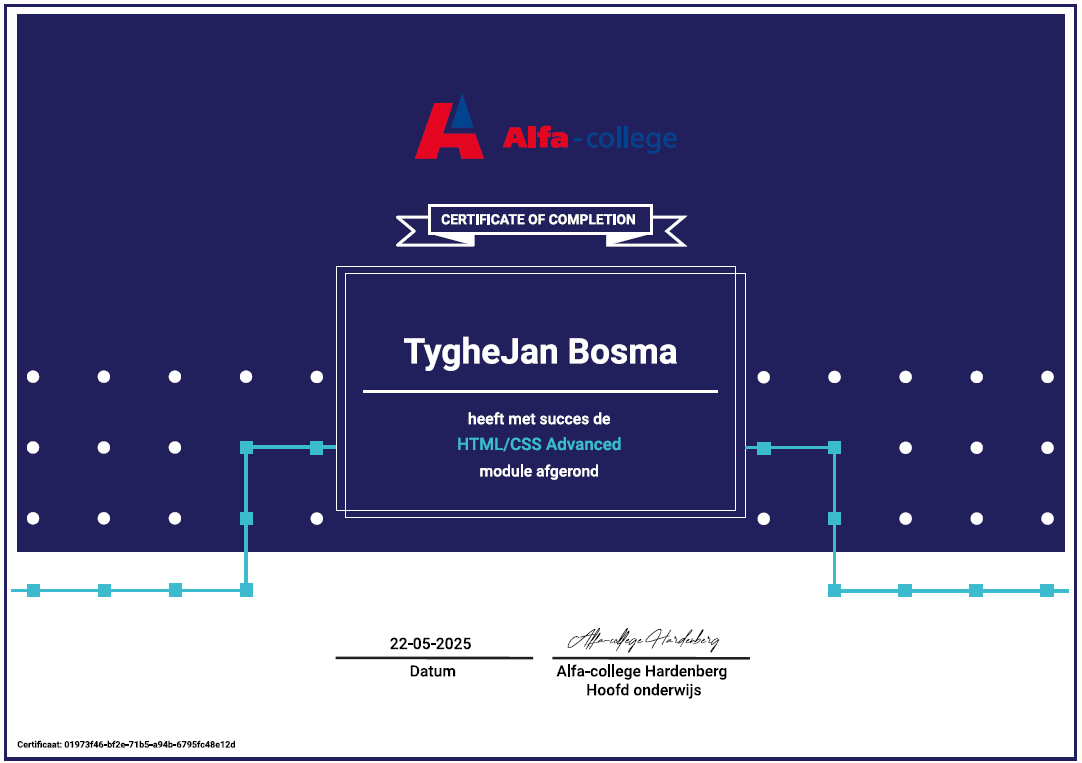 Alfa-college
CERTIFICATE OF COMPLETION
TygheJan Bosma
heeft met succes de
HTML/CSS Advanced
module afgerond
22-05-2025
Datum
Alfa-college Hardenberg
Alfa-college Hardenberg
Hoofd onderwijs
Certificaat: 01973f46-bf2e-71b5-a94b-6795fc48e12d